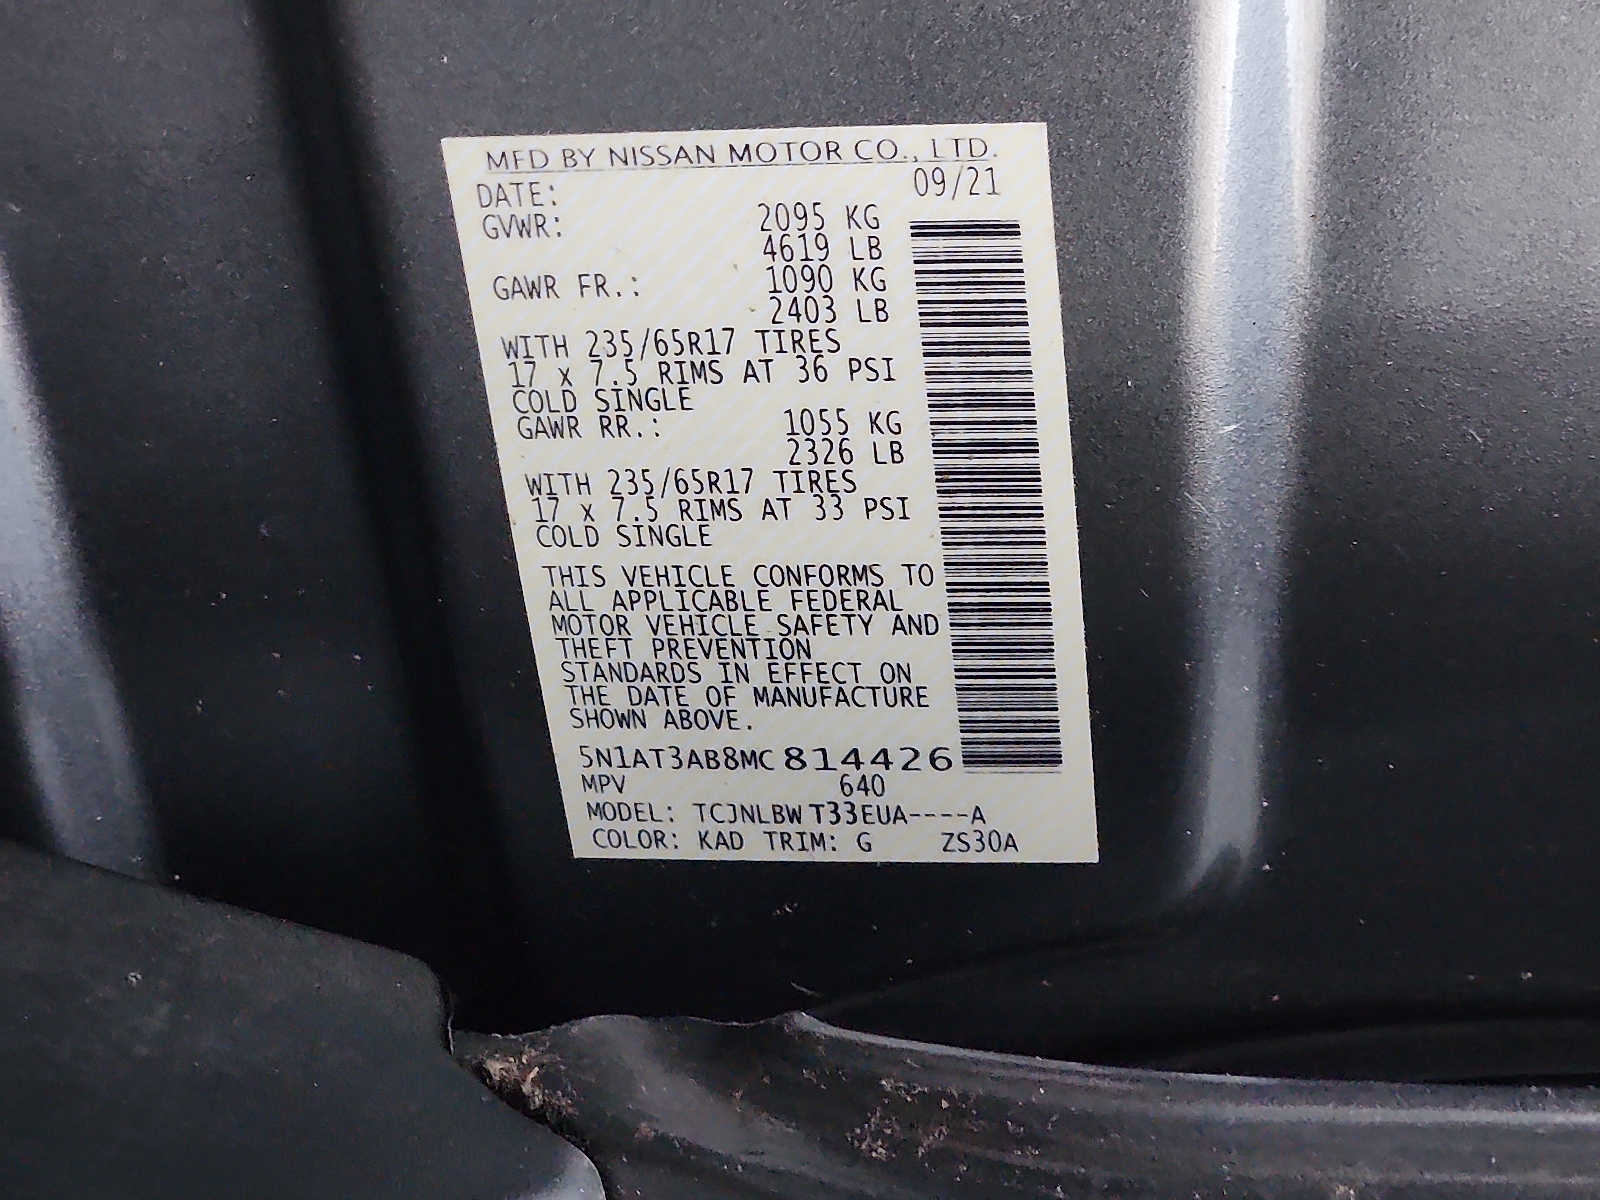 MFD BY NISSAN MOTOR CO., LTD.
DATE: 09/21
GVWR: 2095 KG
4619 LB
GAWR FR.: 1090 KG
2403 LB
WITH 235/65R17 TIRES
17 x 7.5 RIMS AT 36 PSI
COLD SINGLE
GAWR RR.: 1055 KG
2326 LB
WITH 235/65R17 TIRES
17 x 7.5 RIMS AT 33 PSI
COLD SINGLE
THIS VEHICLE CONFORMS TO
ALL APPLICABLE FEDERAL
MOTOR VEHICLE SAFETY AND
THEFT PREVENTION
STANDARDS IN EFFECT ON
THE DATE OF MANUFACTURE
SHOWN ABOVE.
5N1AT3AB8MC814426
MPV 640
MODEL: TCJNLBW T33EUA----A
COLOR: KAD TRIM: G ZS30A